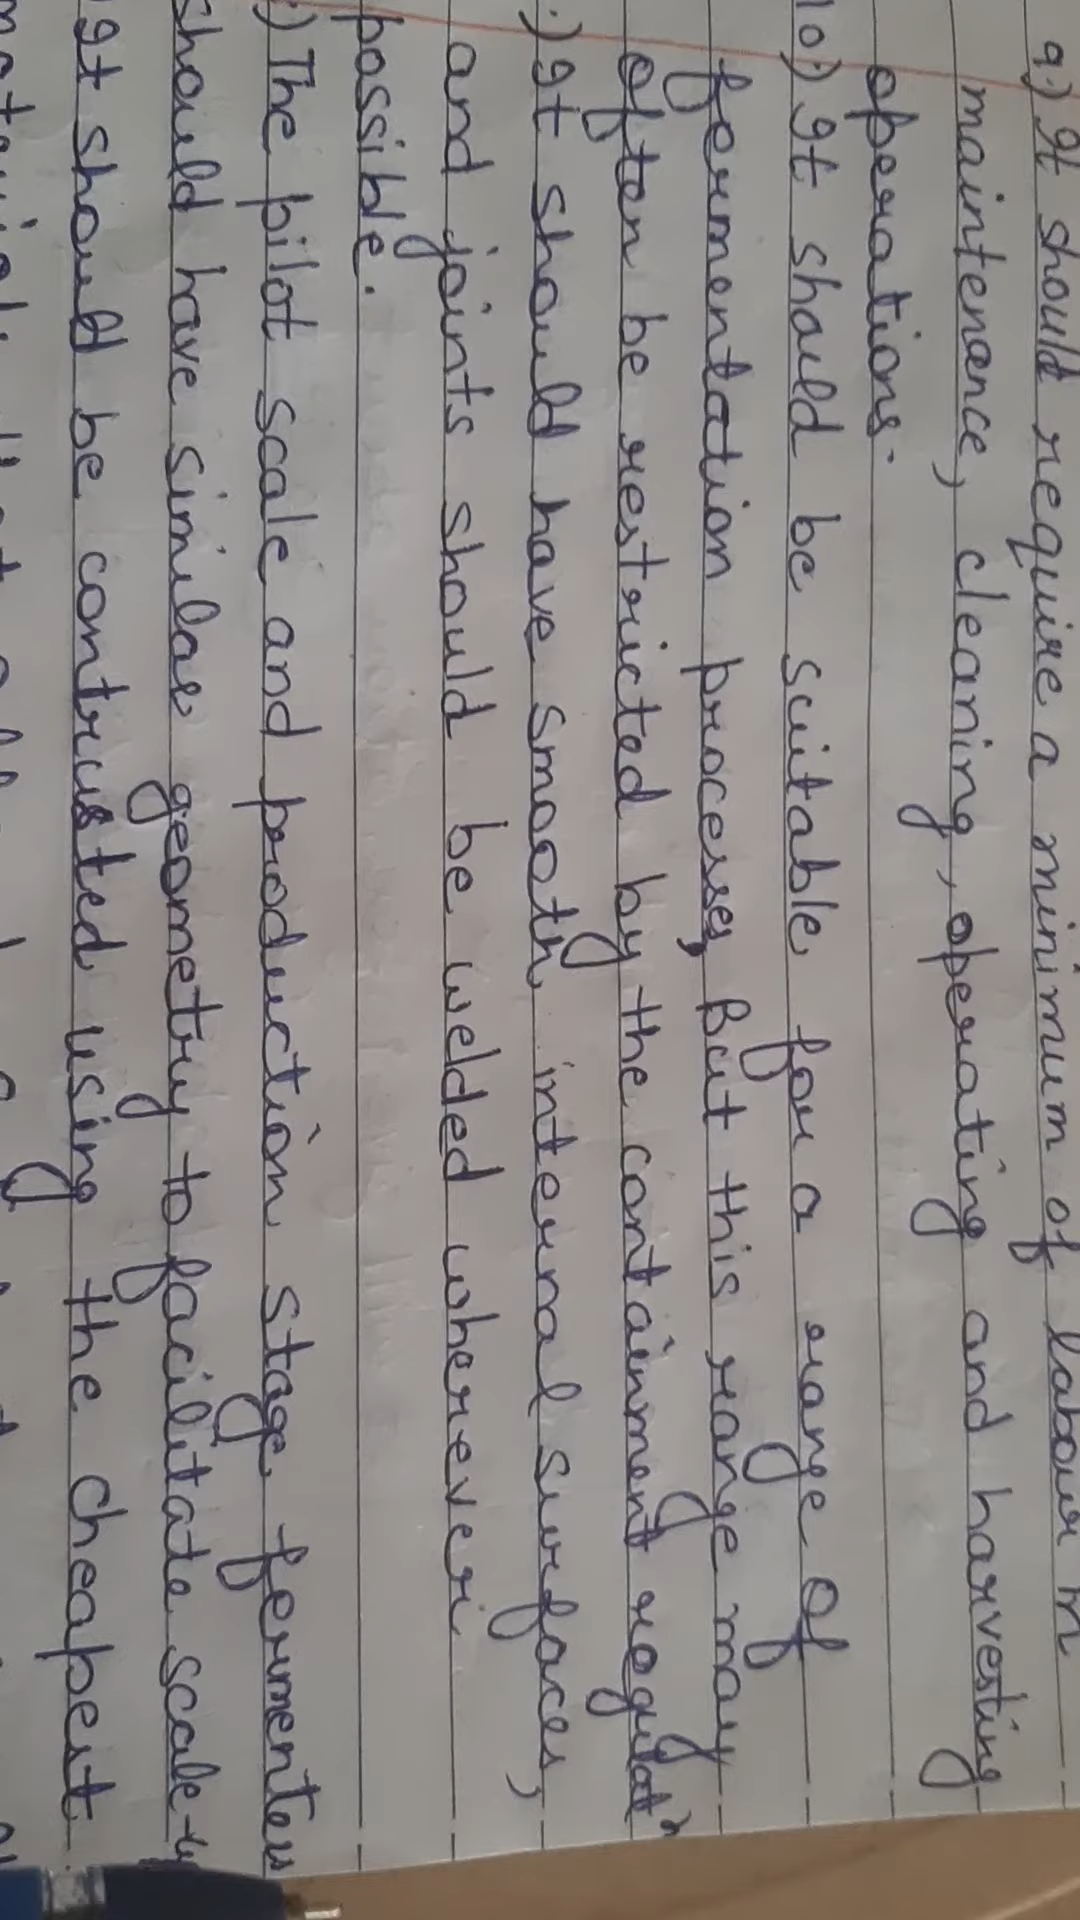 9.) It should require a minimum of labour in
maintenence, cleaning, operating and harvesting
operations.
10.) It should be suitable for a range of
fermentation processes, But this range may
often be restricted by the containment regulatⁿ
.) It should have smooth internal surfaces,
and joints should be welded wherever
possible.
.) The pilot scale and production stage fermenters
should have similar geometry to facilitate scale-u
It should be contrusted using the cheapest